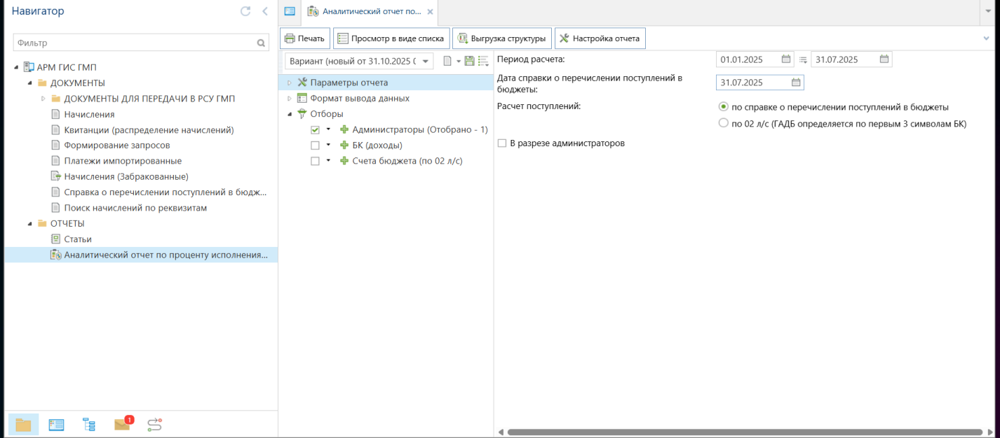 Навигатор
Фильтр
АРМ ГИС ГМП
ДОКУМЕНТЫ
ДОКУМЕНТЫ ДЛЯ ПЕРЕДАЧИ В РСУ ГМП
Начисления
Квитанции (распределение начислений)
Формирование запросов
Платежи импортированные
Начисления (Забракованные)
Справка о перечислении поступлений в бюдж...
Поиск начислений по реквизитам
ОТЧЕТЫ
Статьи
Аналитический отчет по проценту исполнения...
1
Аналитический отчет по...
Печать
Просмотр в виде списка
Выгрузка структуры
Настройка отчета
Вариант (новый от 31.10.2025 (
Параметры отчета
Формат вывода данных
Отборы
Администраторы (Отобрано - 1)
БК (доходы)
Счета бюджета (по 02 л/с)
Период расчета:
01.01.2025
31.07.2025
Дата справки о перечислении поступлений в
бюджеты:
31.07.2025
Расчет поступлений:
по справке о перечислении поступлений в бюджеты
по 02 л/с (ГАДБ определяется по первым 3 символам БК)
В разрезе администраторов